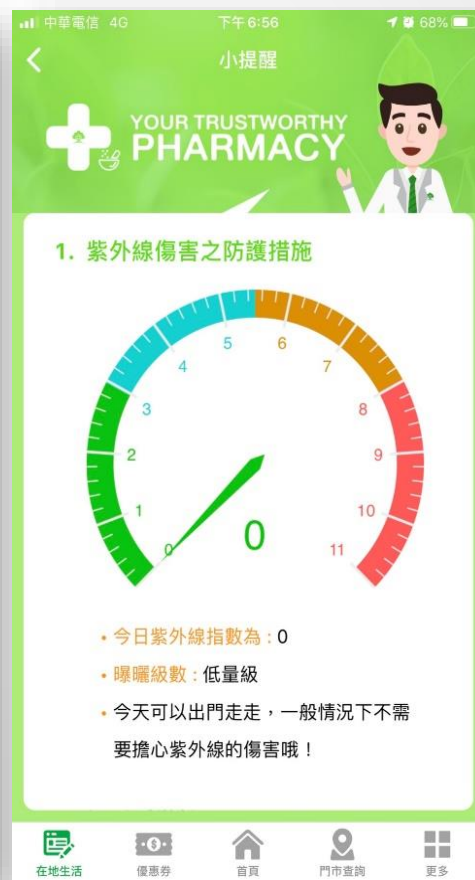 中華電信 4G 下午6:56 68%
小提醒
YOUR TRUSTWORTHY
PHARMACY
1. 紫外線傷害之防護措施
0
1
2
3
4
5
6
7
8
9
10
11
0
• 今日紫外線指數為 : 0
• 曝曬級數 : 低量級
• 今天可以出門走走，一般情況下不需
要擔心紫外線的傷害哦！
在地生活 優惠券 首頁 門市查詢 更多